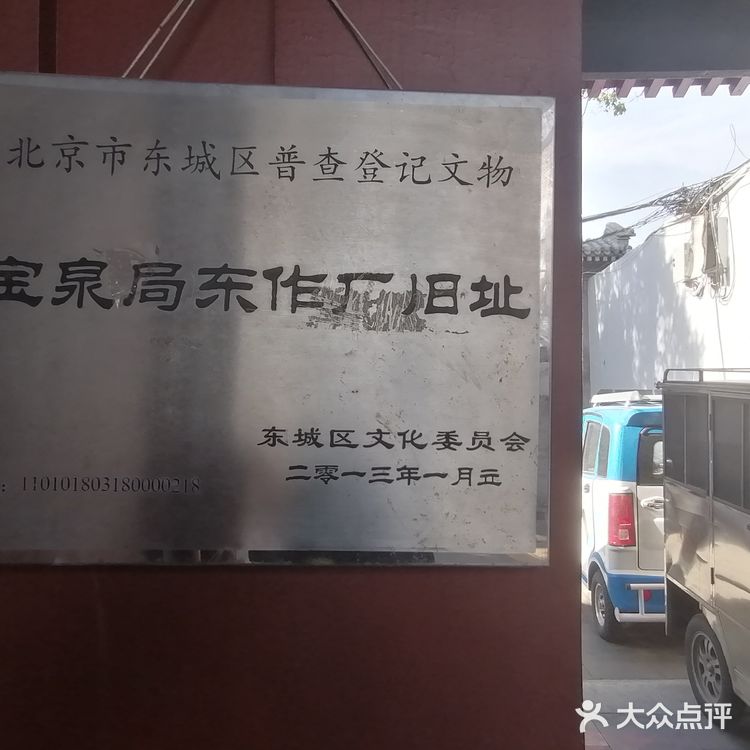 北京市东城区普查登记文物
宝泉局东作厂旧址
东城区文化委员会
二零一三年一月立
：110101803180000218
大众点评